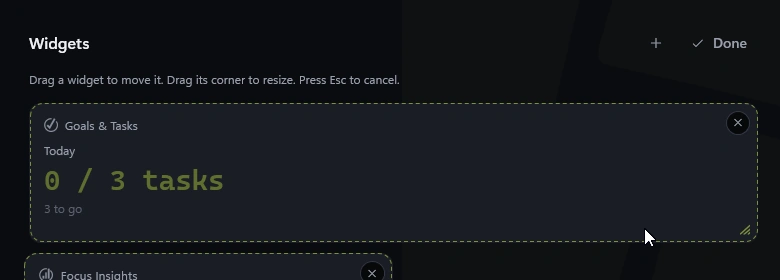 Widgets
Done
Drag a widget to move it. Drag its corner to resize. Press Esc to cancel.
Goals & Tasks
Today
0 / 3 tasks
3 to go
Focus Insights